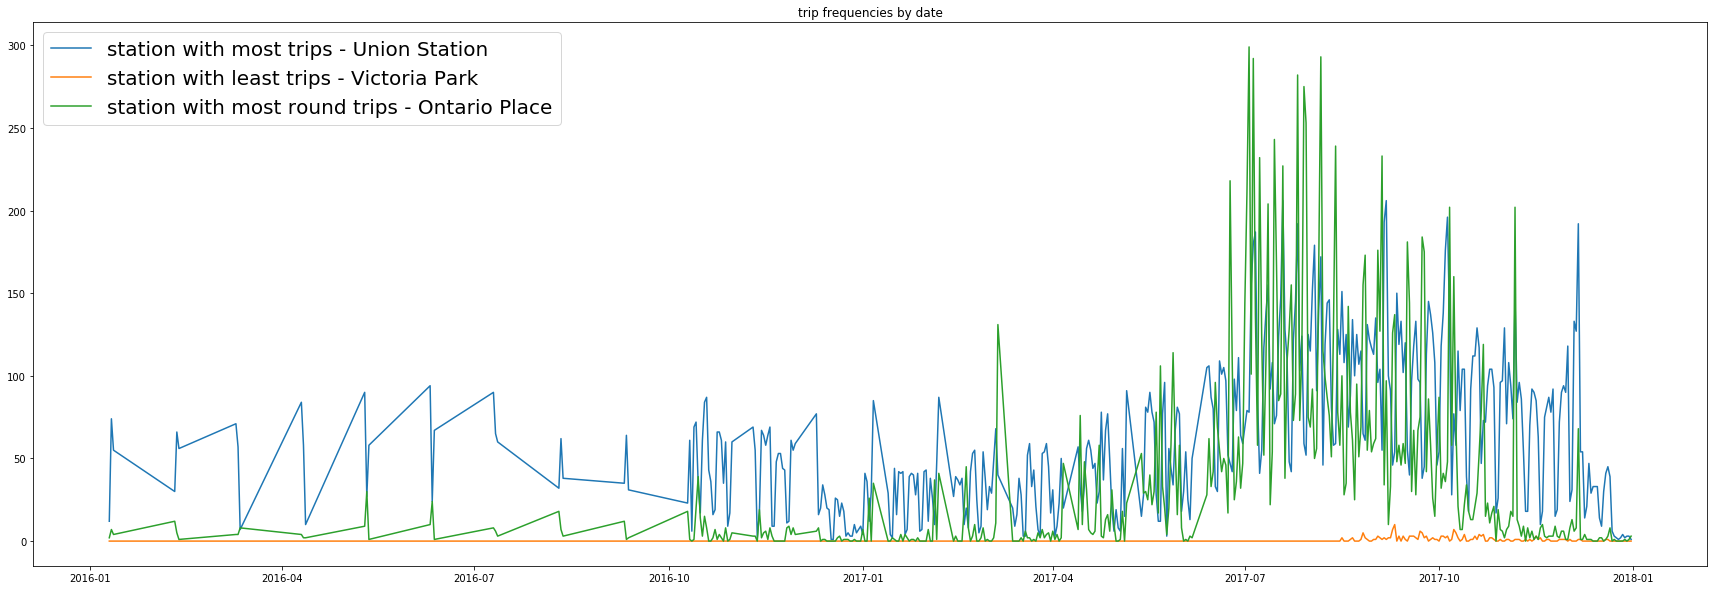 trip frequencies by date
station with most trips - Union Station
station with least trips - Victoria Park
station with most round trips - Ontario Place
300
250
200
150
100
50
0
2016-01 2016-04 2016-07 2016-10 2017-01 2017-04 2017-07 2017-10 2018-01